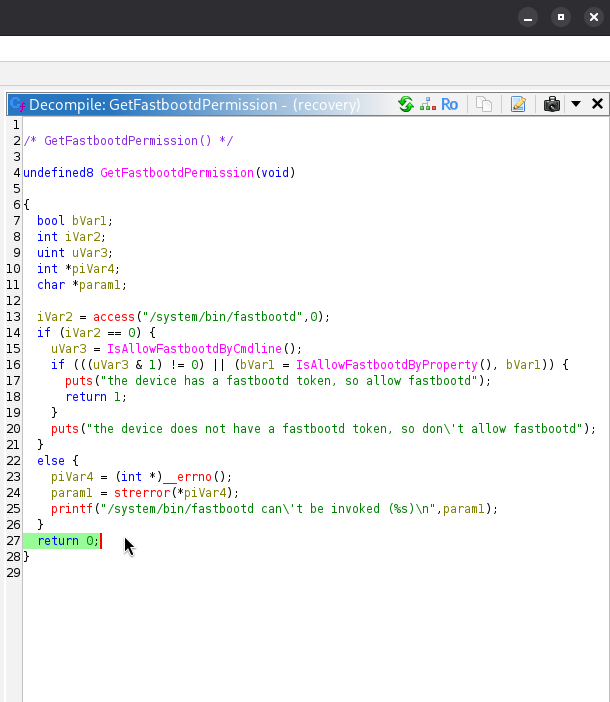 Decompile: GetFastbootdPermission - (recovery)
Ro
1
2 /* GetFastbootdPermission() */
3
4 undefined8 GetFastbootdPermission(void)
5
6 {
7   bool bVar1;
8   int iVar2;
9   uint uVar3;
10   int *piVar4;
11   char *param1;
12
13   iVar2 = access("/system/bin/fastbootd",0);
14   if (iVar2 == 0) {
15     uVar3 = IsAllowFastbootdByCmdline();
16     if (((uVar3 & 1) != 0) || (bVar1 = IsAllowFastbootdByProperty(), bVar1)) {
17       puts("the device has a fastbootd token, so allow fastbootd");
18       return 1;
19     }
20     puts("the device does not have a fastbootd token, so don\'t allow fastbootd");
21   }
22   else {
23     piVar4 = (int *)__errno();
24     param1 = strerror(*piVar4);
25     printf("/system/bin/fastbootd can\'t be invoked (%s)\n",param1);
26   }
27   return 0;
28 }
29